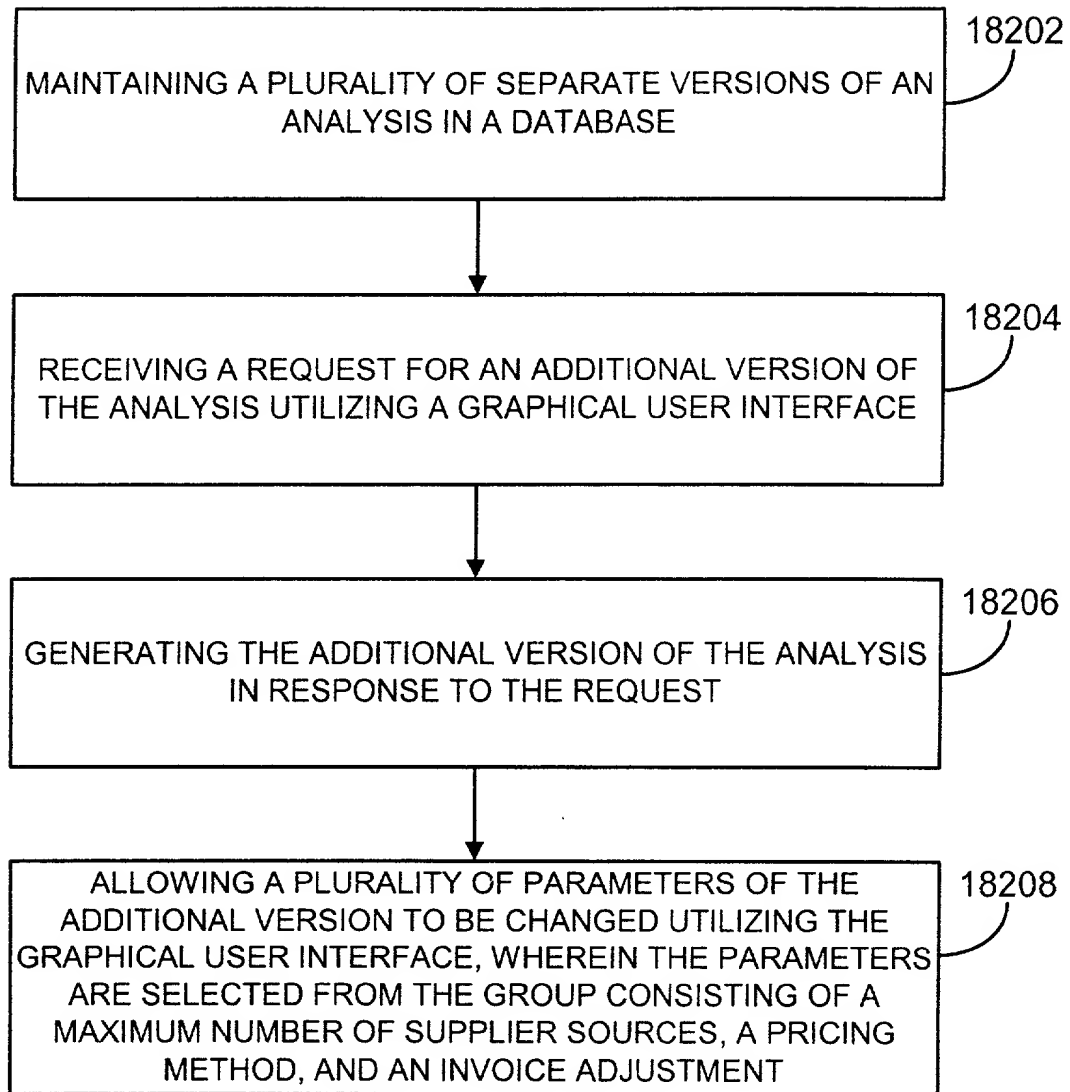 18202
MAINTAINING A PLURALITY OF SEPARATE VERSIONS OF AN
ANALYSIS IN A DATABASE
18204
RECEIVING A REQUEST FOR AN ADDITIONAL VERSION OF
THE ANALYSIS UTILIZING A GRAPHICAL USER INTERFACE
18206
GENERATING THE ADDITIONAL VERSION OF THE ANALYSIS
IN RESPONSE TO THE REQUEST
18208
ALLOWING A PLURALITY OF PARAMETERS OF THE
ADDITIONAL VERSION TO BE CHANGED UTILIZING THE
GRAPHICAL USER INTERFACE, WHEREIN THE PARAMETERS
ARE SELECTED FROM THE GROUP CONSISTING OF A
MAXIMUM NUMBER OF SUPPLIER SOURCES, A PRICING
METHOD, AND AN INVOICE ADJUSTMENT